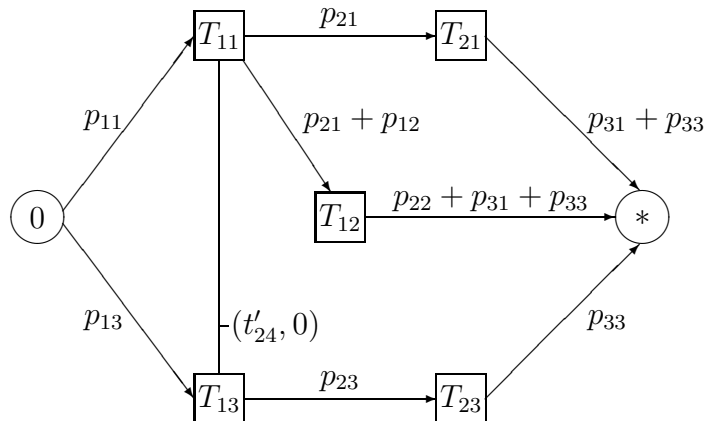 p₂₁
T₁₁
T₂₁
p₁₁
p₂₁ + p₁₂
p₃₁ + p₃₃
0
T₁₂
p₂₂ + p₃₁ + p₃₃
*
p₁₃
(t′₂₄, 0)
p₃₃
T₁₃
p₂₃
T₂₃